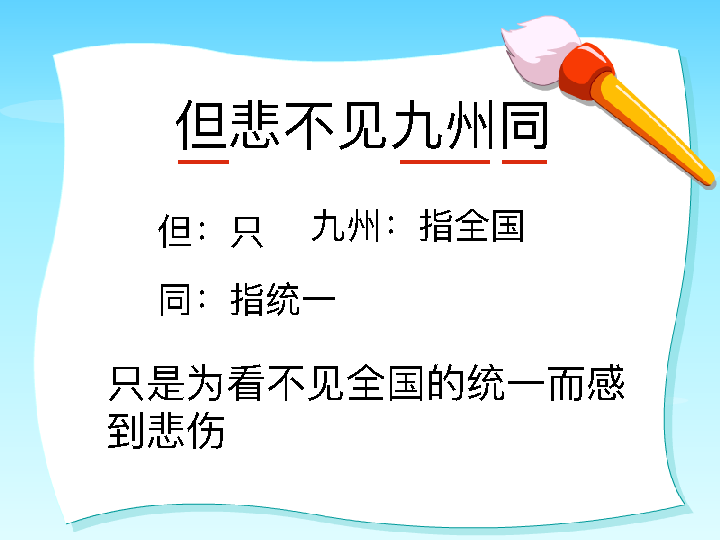 但悲不见九州同
但：只 九州：指全国
同：指统一
只是为看不见全国的统一而感
到悲伤